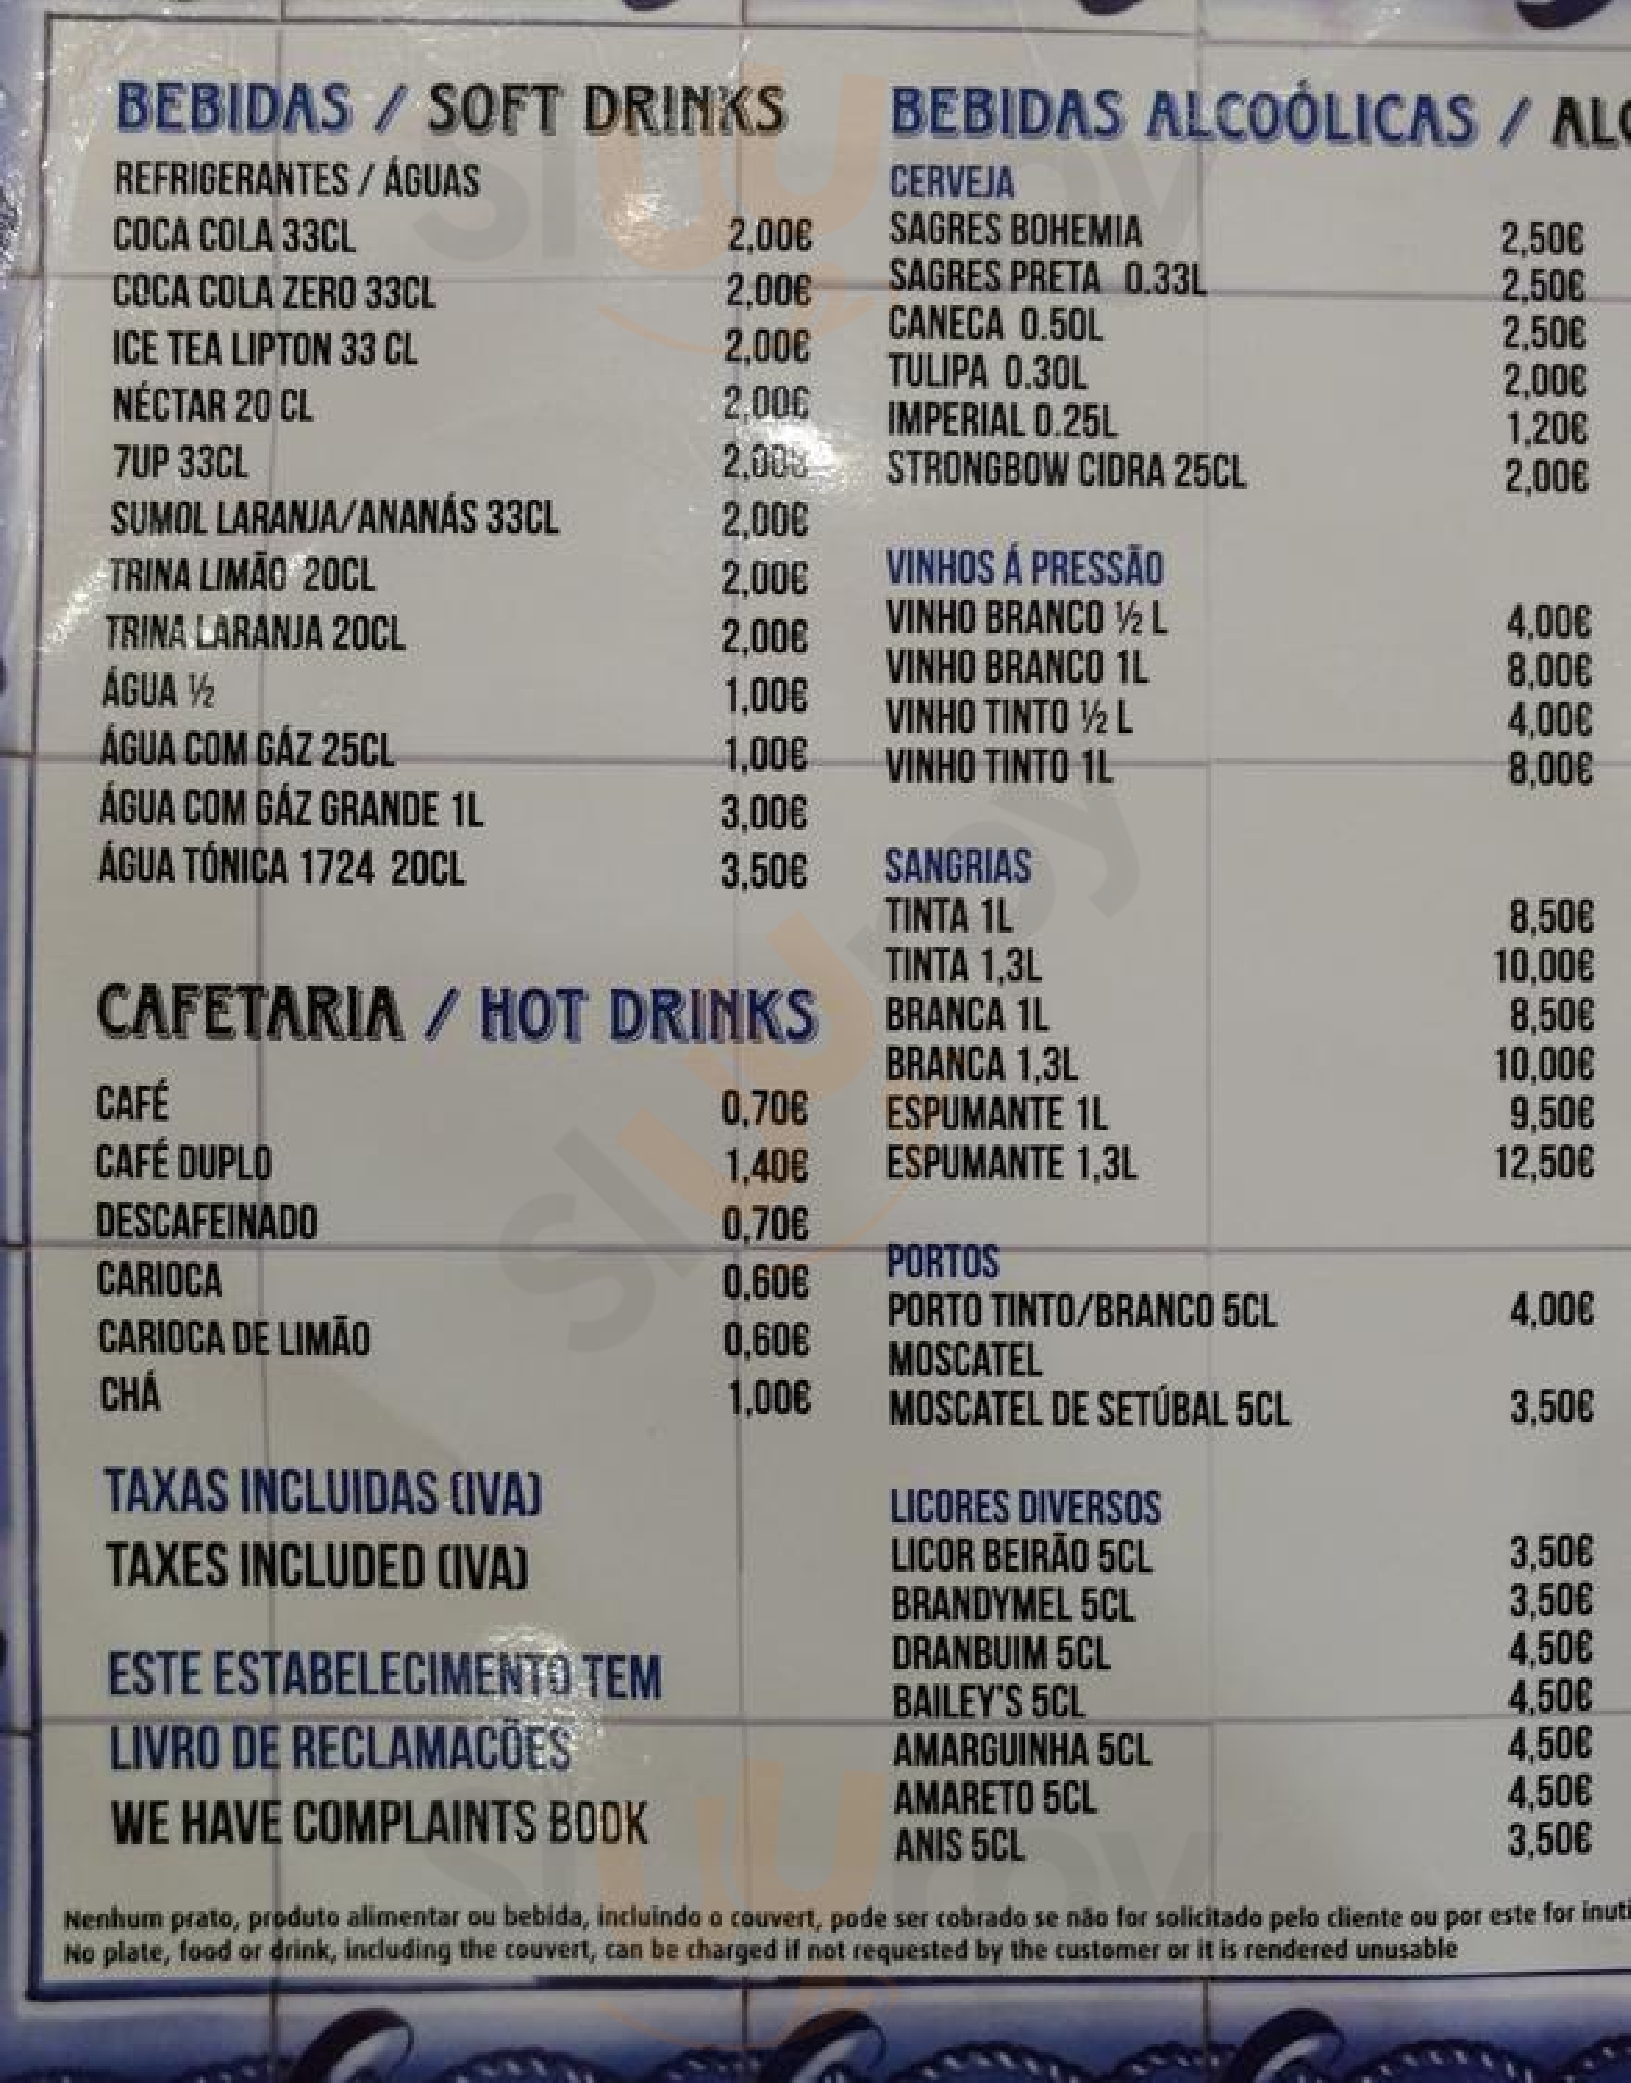 BEBIDAS / SOFT DRINKS
REFRIGERANTES / ÁGUAS
COCA COLA 33CL 2,00€
COCA COLA ZERO 33CL 2,00€
ICE TEA LIPTON 33 CL 2,00€
NÉCTAR 20 CL 2,00€
7UP 33CL 2,00€
SUMOL LARANJA/ANANÁS 33CL 2,00€
TRINA LIMÃO 20CL 2,00€
TRINA LARANJA 20CL 2,00€
ÁGUA ½ 1,00€
ÁGUA COM GÁZ 25CL 1,00€
ÁGUA COM GÁZ GRANDE 1L 3,00€
ÁGUA TÓNICA 1724 20CL 3,50€
CAFETARIA / HOT DRINKS
CAFÉ 0,70€
CAFÉ DUPLO 1,40€
DESCAFEINADO 0,70€
CARIOCA 0,60€
CARIOCA DE LIMÃO 0,60€
CHÁ 1,00€
TAXAS INCLUIDAS (IVA)
TAXES INCLUDED (IVA)
ESTE ESTABELECIMENTO TEM
LIVRO DE RECLAMACÕES
WE HAVE COMPLAINTS BOOK
BEBIDAS ALCOÓLICAS / ALC
CERVEJA
SAGRES BOHEMIA 2,50€
SAGRES PRETA 0.33L 2,50€
CANECA 0.50L 2,50€
TULIPA 0.30L 2,00€
IMPERIAL 0.25L 1,20€
STRONGBOW CIDRA 25CL 2,00€
VINHOS Á PRESSÃO
VINHO BRANCO ½ L 4,00€
VINHO BRANCO 1L 8,00€
VINHO TINTO ½ L 4,00€
VINHO TINTO 1L 8,00€
SANGRIAS
TINTA 1L 8,50€
TINTA 1,3L 10,00€
BRANCA 1L 8,50€
BRANCA 1,3L 10,00€
ESPUMANTE 1L 9,50€
ESPUMANTE 1,3L 12,50€
PORTOS
PORTO TINTO/BRANCO 5CL 4,00€
MOSCATEL
MOSCATEL DE SETÚBAL 5CL 3,50€
LICORES DIVERSOS
LICOR BEIRÃO 5CL 3,50€
BRANDYMEL 5CL 3,50€
DRANBUIM 5CL 4,50€
BAILEY'S 5CL 4,50€
AMARGUINHA 5CL 4,50€
AMARETO 5CL 4,50€
ANIS 5CL 3,50€
Nenhum prato, produto alimentar ou bebida, incluindo o couvert, pode ser cobrado se não for solicitado pelo cliente ou por este for inuti
No plate, food or drink, including the couvert, can be charged if not requested by the customer or it is rendered unusable
sluurpy
sluurpy
sluurpy